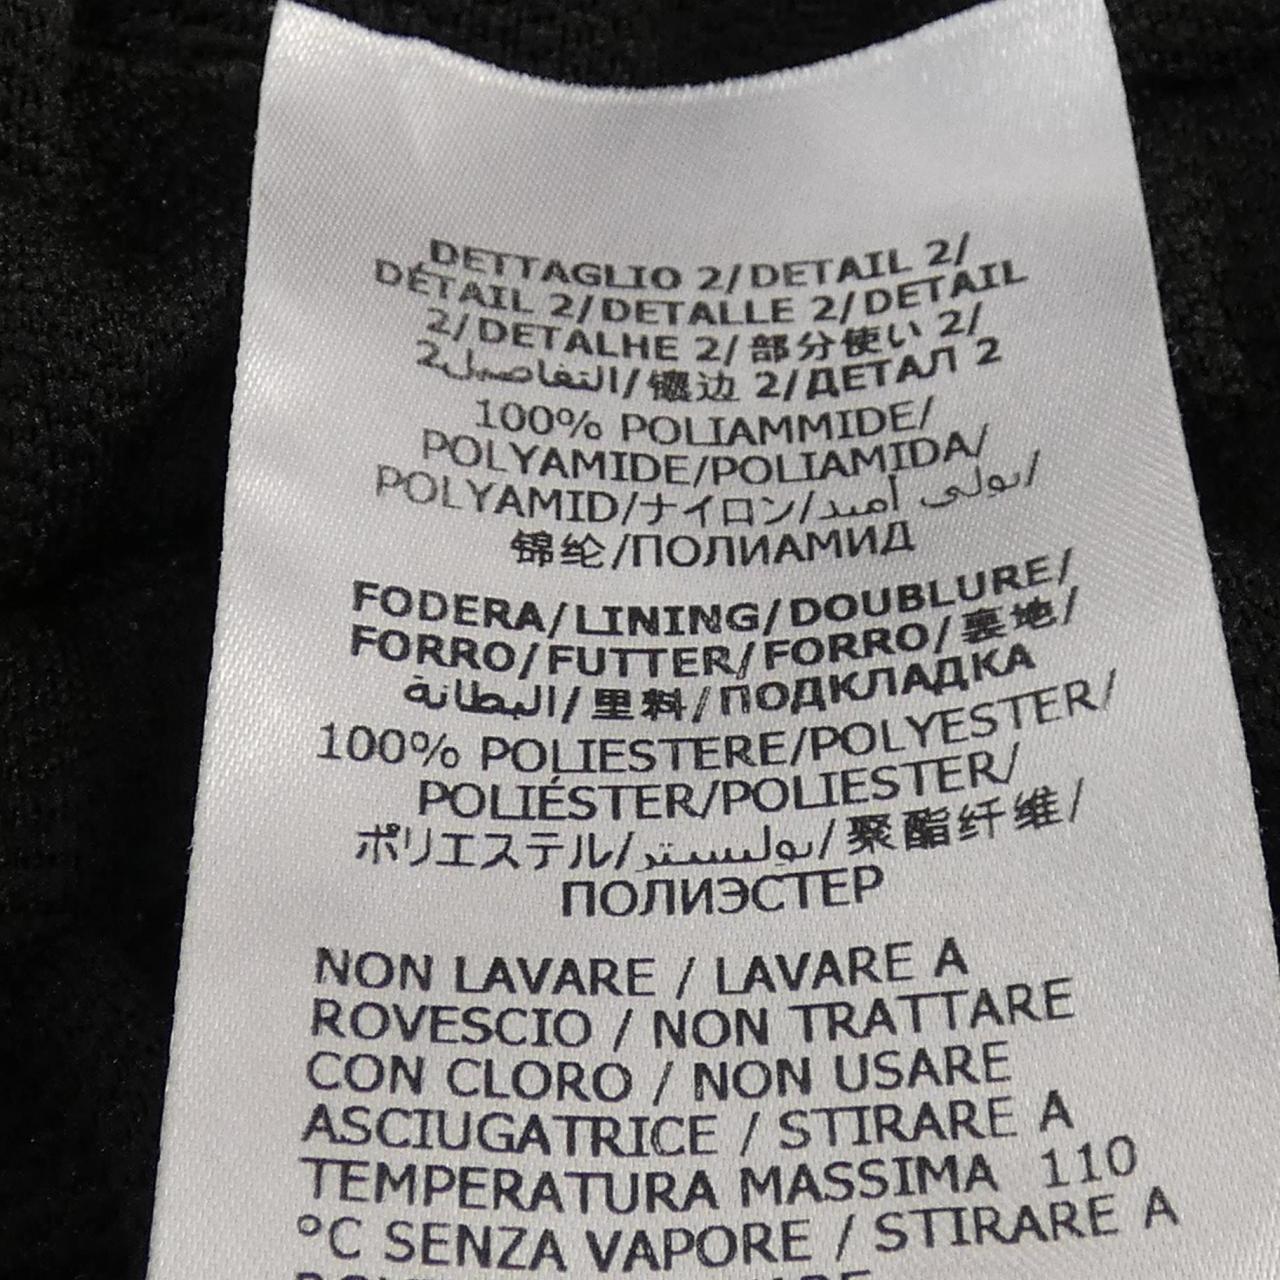 DETTAGLIO 2/DETAIL 2/
DÉTAIL 2/DETALLE 2/DETAIL
2/DETALHE 2/部分使い 2/
التفاصيل2/镶边 2/ДЕТАЛ 2
100% POLIAMMIDE/
POLYAMIDE/POLIAMIDA/
POLYAMID/ナイロン/بولي أميد/
锦纶/ПОЛИАМИД
FODERA/LINING/DOUBLURE/
FORRO/FUTTER/FORRO/裏地/
البطانة/里料/ПОДКЛАДКА
100% POLIESTERE/POLYESTER/
POLIÉSTER/POLIESTER/
ポリエステル/بوليستر/聚酯纤维/
ПОЛИЭСТЕР
NON LAVARE / LAVARE A
ROVESCIO / NON TRATTARE
CON CLORO / NON USARE
ASCIUGATRICE / STIRARE A
TEMPERATURA MASSIMA 110
°C SENZA VAPORE / STIRARE A